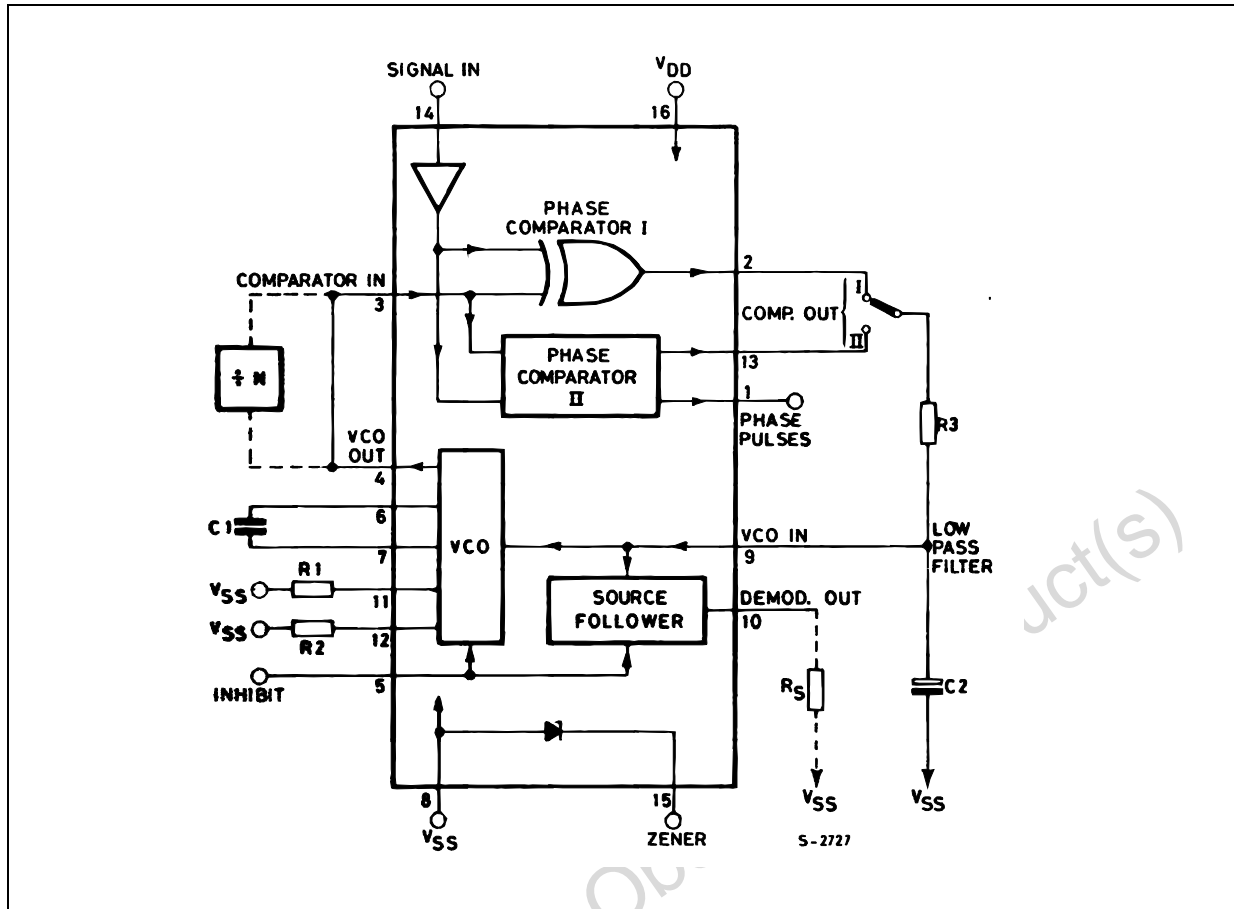 SIGNAL IN
VDD
14
16
PHASE
COMPARATOR I
2
COMPARATOR IN
3
I
COMP. OUT
II
PHASE
COMPARATOR
II
13
1
÷ N
PHASE
PULSES
R3
VCO
OUT
4
6
C1
VCO
VCO IN
LOW
PASS
FILTER
7
9
R1
VSS
11
SOURCE
FOLLOWER
DEMOD. OUT
10
VSS
R2
12
INHIBIT
5
RS
C2
8
15
VSS
VSS
VSS
ZENER
S-2727
uct(s)
Ob